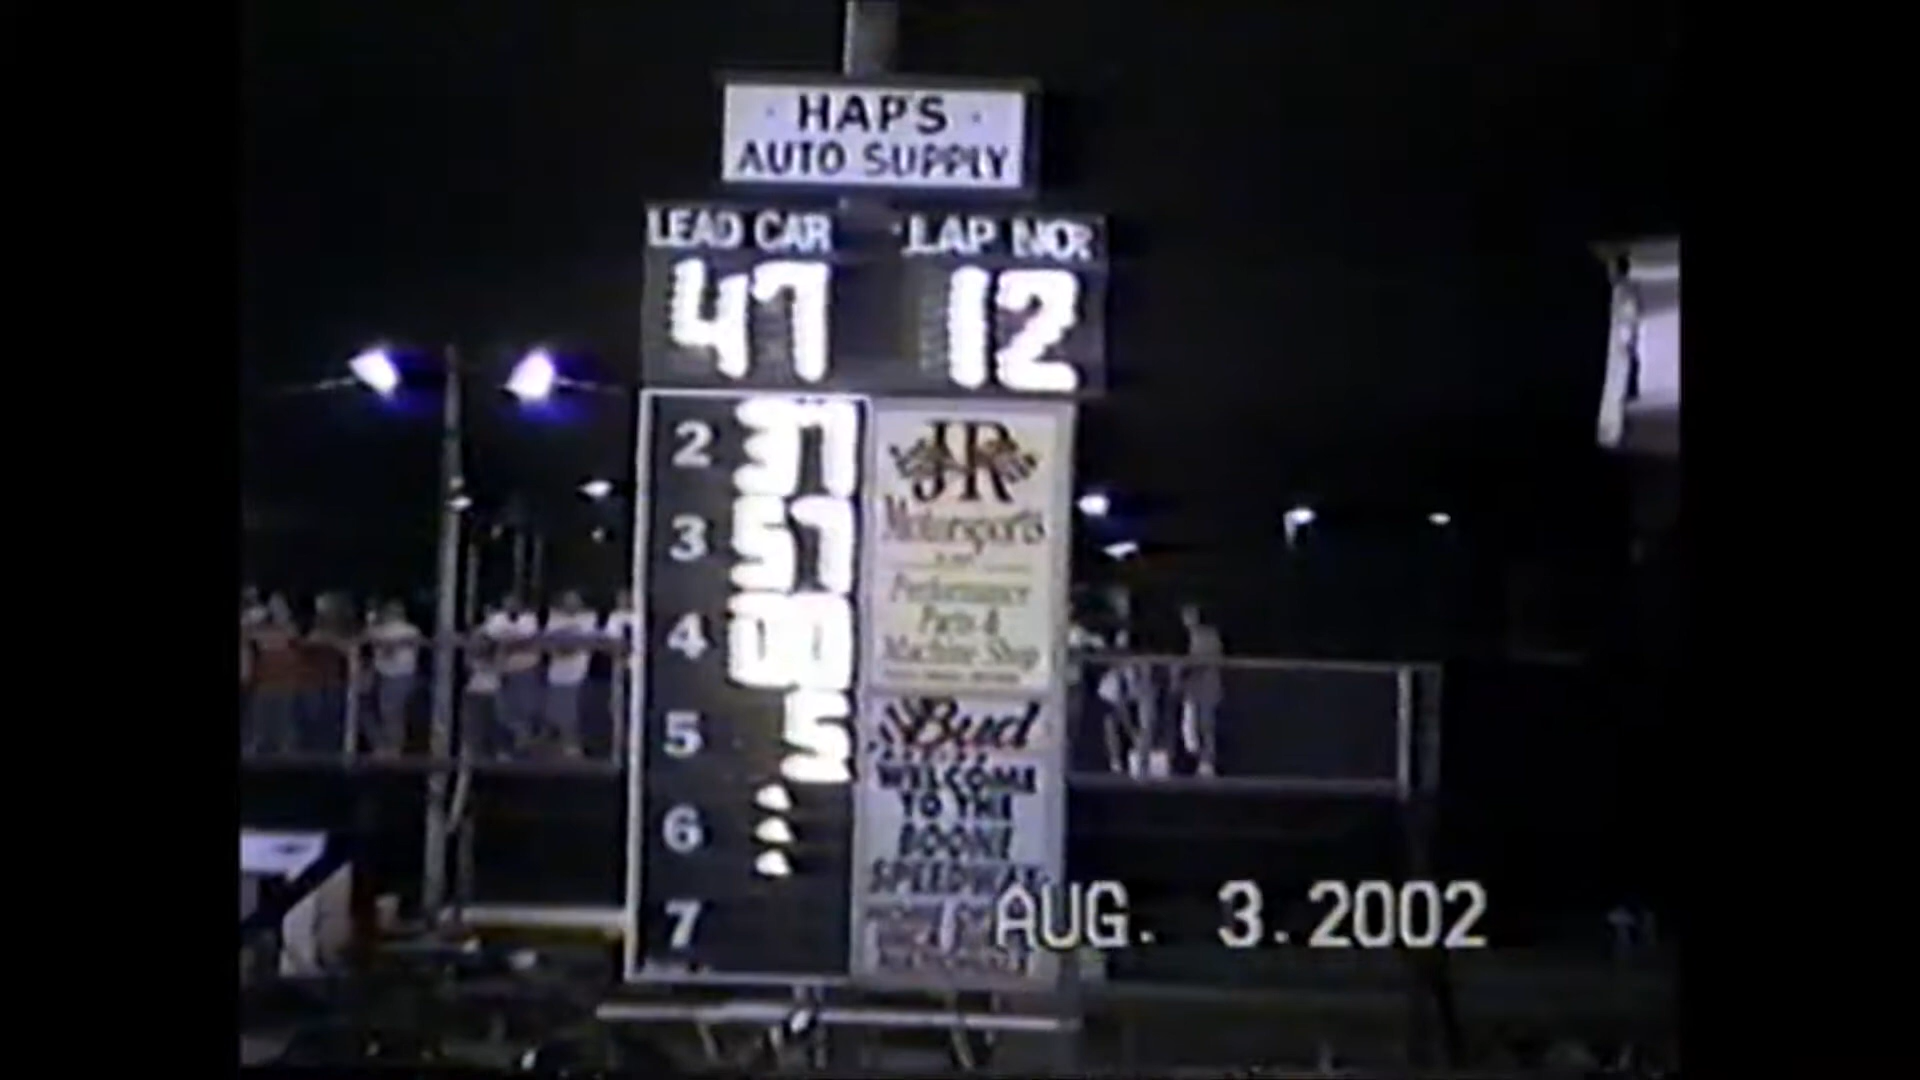 HAP'S
AUTO SUPPLY
LEAD CAR LAP NO.
47 12
2 37
3 57
4 00
5 5
6
7
JR
Motorsports
Performance
Parts &
Machine Shop
Bud
WELCOME
TO THE
BOONE
SPEEDWAY
AUG. 3.2002